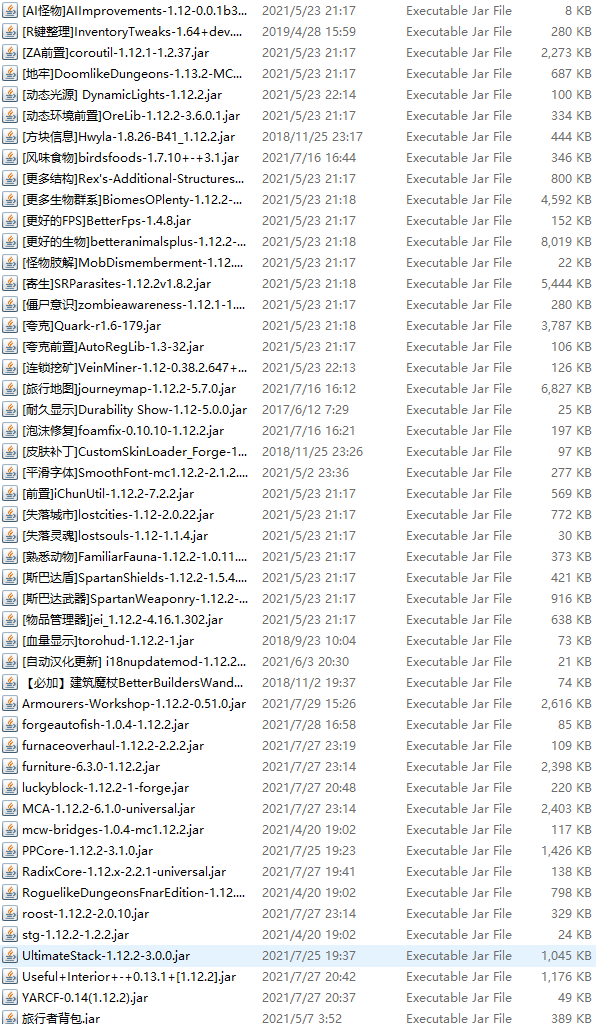 [AI怪物]AIImprovements-1.12-0.0.1b3... 2021/5/23 21:17 Executable Jar File 8 KB
[R键整理]InventoryTweaks-1.64+dev.... 2019/4/28 15:59 Executable Jar File 280 KB
[ZA前置]coroutil-1.12.1-1.2.37.jar 2021/5/23 21:17 Executable Jar File 2,273 KB
[地牢]DoomlikeDungeons-1.13.2-MC... 2021/5/23 21:17 Executable Jar File 687 KB
[动态光源] DynamicLights-1.12.2.jar 2021/5/23 22:14 Executable Jar File 100 KB
[动态环境前置]OreLib-1.12.2-3.6.0.1.jar 2021/5/23 21:17 Executable Jar File 334 KB
[方块信息]Hwyla-1.8.26-B41_1.12.2.jar 2018/11/25 23:17 Executable Jar File 444 KB
[风味食物]birdsfoods-1.7.10+-+3.1.jar 2021/7/16 16:44 Executable Jar File 346 KB
[更多结构]Rex's-Additional-Structures... 2021/5/23 21:17 Executable Jar File 800 KB
[更多生物群系]BiomesOPlenty-1.12.2-... 2021/5/23 21:18 Executable Jar File 4,592 KB
[更好的FPS]BetterFps-1.4.8.jar 2021/5/23 21:17 Executable Jar File 152 KB
[更好的生物]betteranimalsplus-1.12.2-... 2021/5/23 21:18 Executable Jar File 8,019 KB
[怪物肢解]MobDismemberment-1.12.... 2021/5/23 21:17 Executable Jar File 22 KB
[寄生]SRParasites-1.12.2v1.8.2.jar 2021/5/23 21:18 Executable Jar File 5,444 KB
[僵尸意识]zombieawareness-1.12.1-1.... 2021/5/23 21:17 Executable Jar File 280 KB
[夸克]Quark-r1.6-179.jar 2021/5/23 21:18 Executable Jar File 3,787 KB
[夸克前置]AutoRegLib-1.3-32.jar 2021/5/23 21:17 Executable Jar File 106 KB
[连锁挖矿]VeinMiner-1.12-0.38.2.647+... 2021/5/23 22:13 Executable Jar File 126 KB
[旅行地图]journeymap-1.12.2-5.7.0.jar 2021/7/16 16:12 Executable Jar File 6,827 KB
[耐久显示]Durability Show-1.12-5.0.0.jar 2017/6/12 7:29 Executable Jar File 25 KB
[泡沫修复]foamfix-0.10.10-1.12.2.jar 2021/7/16 16:21 Executable Jar File 197 KB
[皮肤补丁]CustomSkinLoader_Forge-1... 2018/11/25 23:26 Executable Jar File 97 KB
[平滑字体]SmoothFont-mc1.12.2-2.1.2.... 2021/5/2 23:36 Executable Jar File 277 KB
[前置]iChunUtil-1.12.2-7.2.2.jar 2021/5/23 21:17 Executable Jar File 569 KB
[失落城市]lostcities-1.12-2.0.22.jar 2021/5/23 21:17 Executable Jar File 772 KB
[失落灵魂]lostsouls-1.12-1.1.4.jar 2021/5/23 21:17 Executable Jar File 30 KB
[熟悉动物]FamiliarFauna-1.12.2-1.0.11.... 2021/5/23 21:17 Executable Jar File 373 KB
[斯巴达盾]SpartanShields-1.12.2-1.5.4.... 2021/5/23 21:17 Executable Jar File 421 KB
[斯巴达武器]SpartanWeaponry-1.12.2-... 2021/5/23 21:17 Executable Jar File 916 KB
[物品管理器]jei_1.12.2-4.16.1.302.jar 2021/5/23 21:17 Executable Jar File 638 KB
[血量显示]torohud-1.12.2-1.jar 2018/9/23 10:04 Executable Jar File 73 KB
[自动汉化更新] i18nupdatemod-1.12.2... 2021/6/3 20:30 Executable Jar File 21 KB
【必加】建筑魔杖BetterBuildersWand... 2018/11/2 19:37 Executable Jar File 74 KB
Armourers-Workshop-1.12.2-0.51.0.jar 2021/7/29 15:26 Executable Jar File 2,616 KB
forgeautofish-1.0.4-1.12.2.jar 2021/7/28 16:58 Executable Jar File 85 KB
furnaceoverhaul-1.12.2-2.2.2.jar 2021/7/27 23:19 Executable Jar File 109 KB
furniture-6.3.0-1.12.2.jar 2021/7/27 23:14 Executable Jar File 2,398 KB
luckyblock-1.12.2-1-forge.jar 2021/7/27 20:48 Executable Jar File 220 KB
MCA-1.12.2-6.1.0-universal.jar 2021/7/27 23:14 Executable Jar File 2,403 KB
mcw-bridges-1.0.4-mc1.12.2.jar 2021/4/20 19:02 Executable Jar File 117 KB
PPCore-1.12.2-3.1.0.jar 2021/7/25 19:23 Executable Jar File 1,426 KB
RadixCore-1.12.x-2.2.1-universal.jar 2021/7/27 19:41 Executable Jar File 138 KB
RoguelikeDungeonsFnarEdition-1.12.... 2021/4/20 19:02 Executable Jar File 798 KB
roost-1.12.2-2.0.10.jar 2021/7/27 23:14 Executable Jar File 329 KB
stg-1.12.2-1.2.2.jar 2021/4/20 19:02 Executable Jar File 24 KB
UltimateStack-1.12.2-3.0.0.jar 2021/7/25 19:37 Executable Jar File 1,045 KB
Useful+Interior+-+0.13.1+[1.12.2].jar 2021/7/27 20:42 Executable Jar File 1,176 KB
YARCF-0.14(1.12.2).jar 2021/7/27 20:37 Executable Jar File 49 KB
旅行者背包.jar 2021/5/7 3:52 Executable Jar File 389 KB